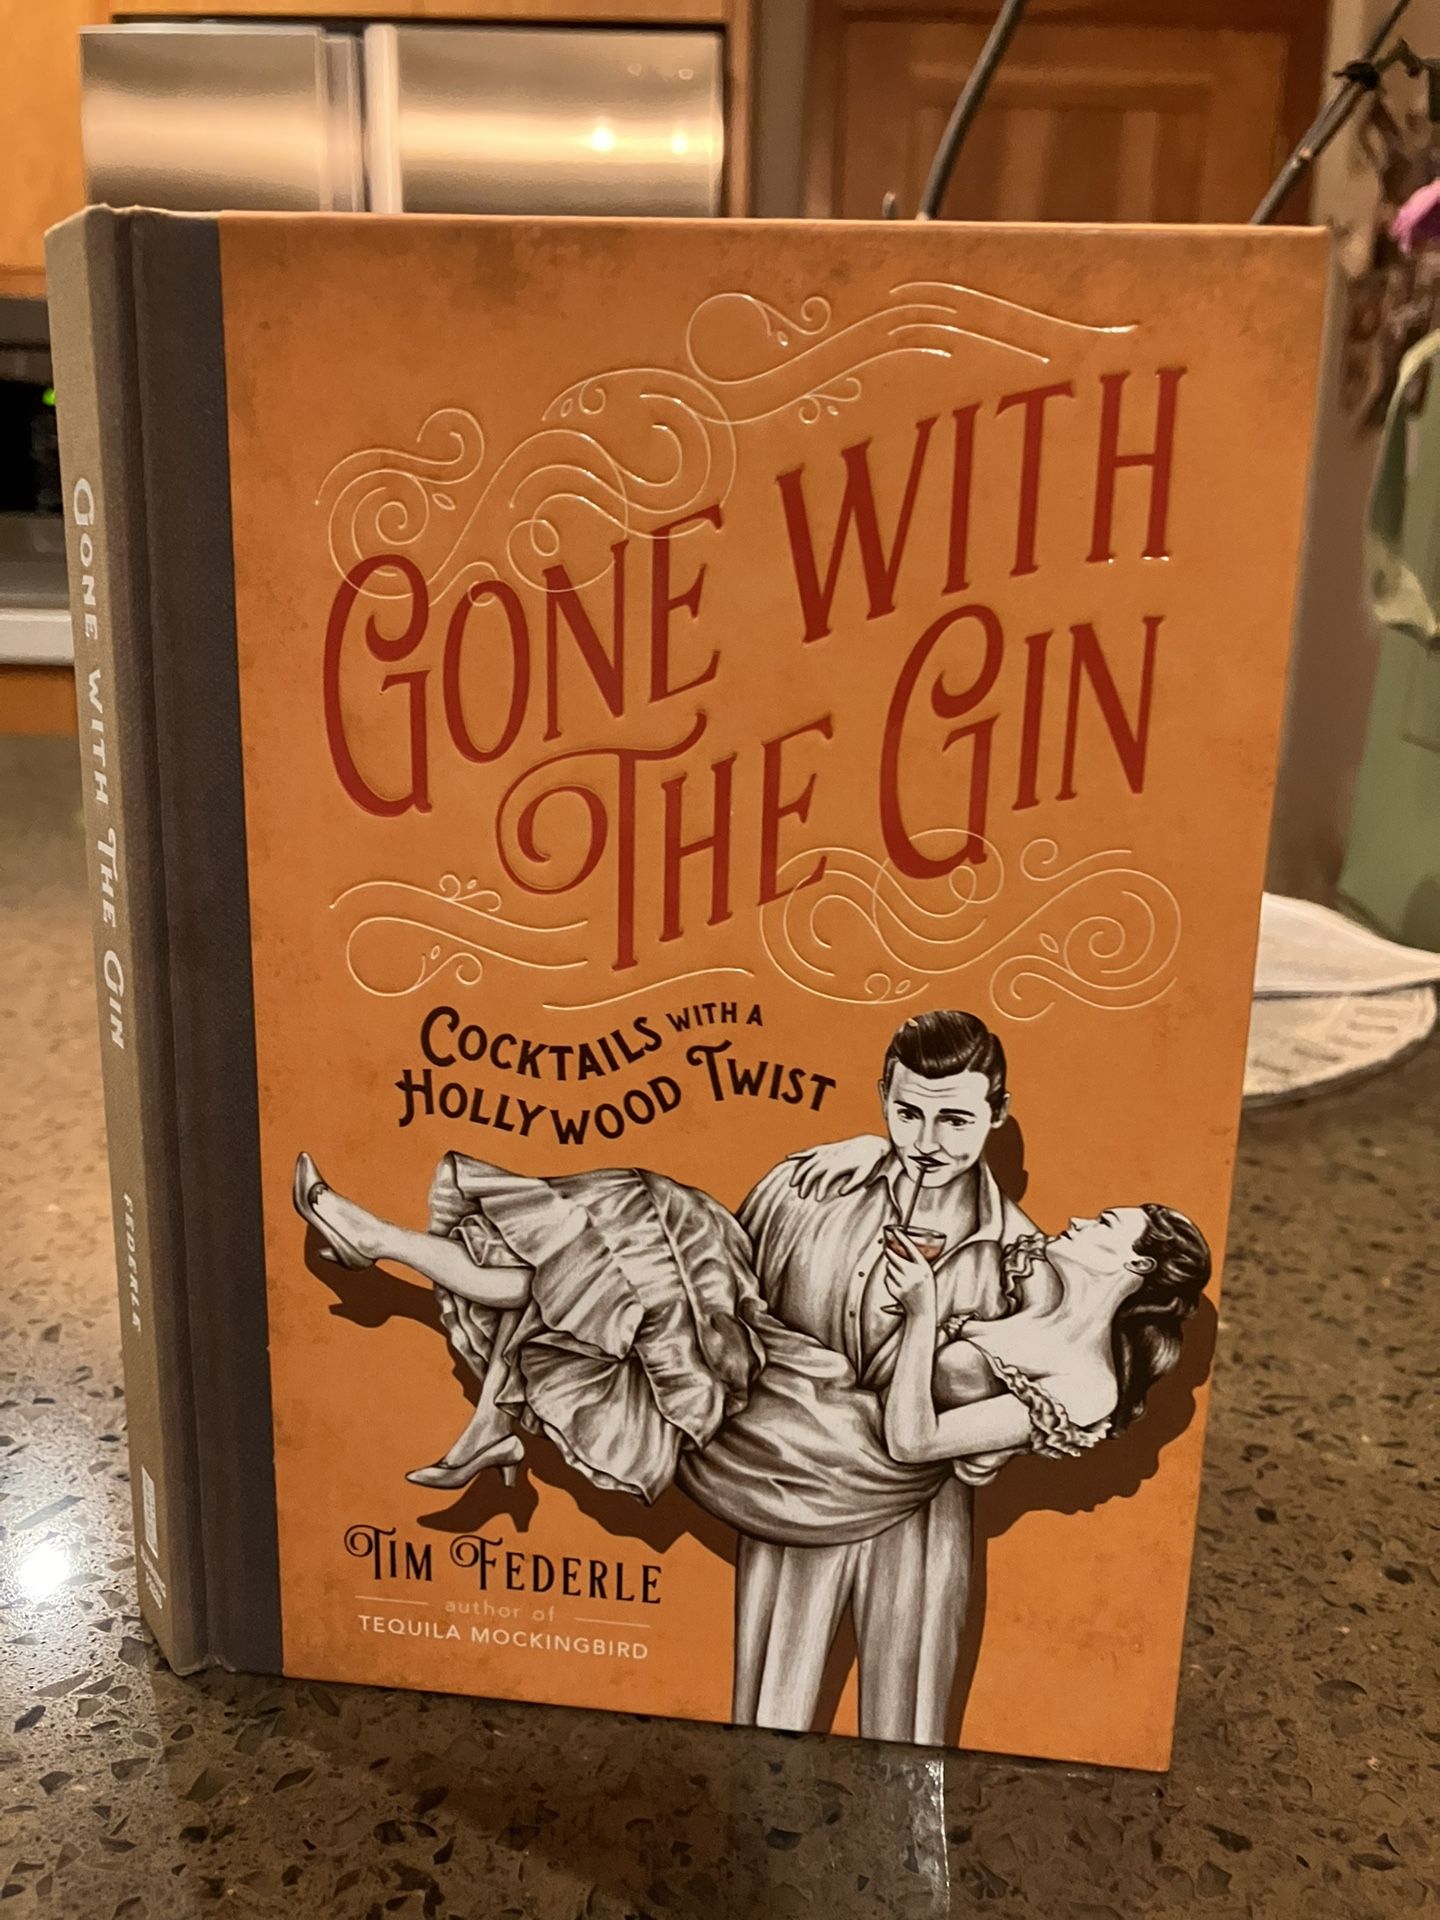 GONE WITH
THE GIN
COCKTAILS WITH A
HOLLYWOOD TWIST
TIM FEDERLE
author of
TEQUILA MOCKINGBIRD
GONE WITH THE GIN
FEDERLE